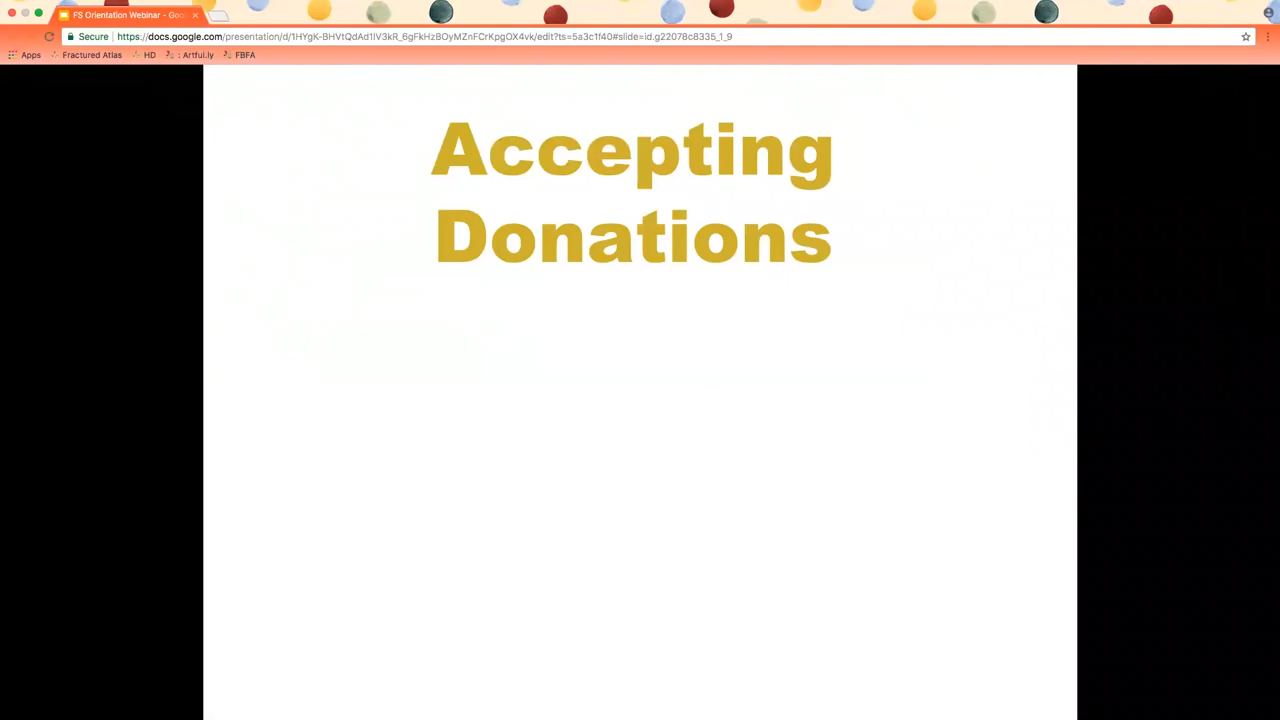 FS Orientation Webinar - Goo
Secure
https://docs.google.com/presentation/d/1HYgK-BHVtQdAd1lV3kR_6gFkHzBOyMZnFCrKpgOX4vk/edit?ts=5a3c1f40#slide=id.g22078c8335_1_9
Apps Fractured Atlas HD : Artful.ly FBFA
Accepting
Donations